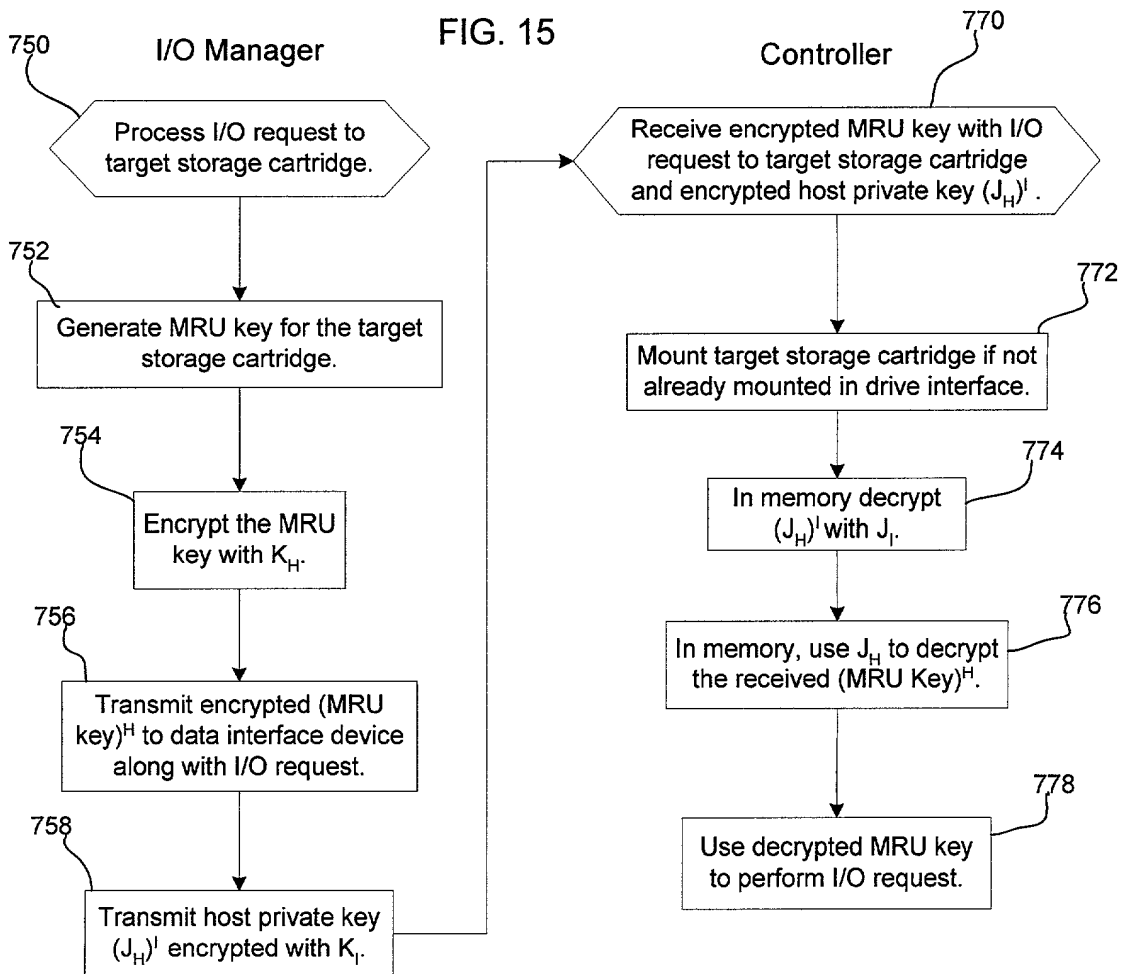 FIG. 15
I/O Manager
750
Process I/O request to
target storage cartridge.
752
Generate MRU key for the target
storage cartridge.
754
Encrypt the MRU
key with K_H.
756
Transmit encrypted (MRU
key)^H to data interface device
along with I/O request.
758
Transmit host private key
(J_H)^I encrypted with K_I.
Controller
770
Receive encrypted MRU key with I/O
request to target storage cartridge
and encrypted host private key (J_H)^I .
772
Mount target storage cartridge if not
already mounted in drive interface.
774
In memory decrypt
(J_H)^I with J_I.
776
In memory, use J_H to decrypt
the received (MRU Key)^H.
778
Use decrypted MRU key
to perform I/O request.